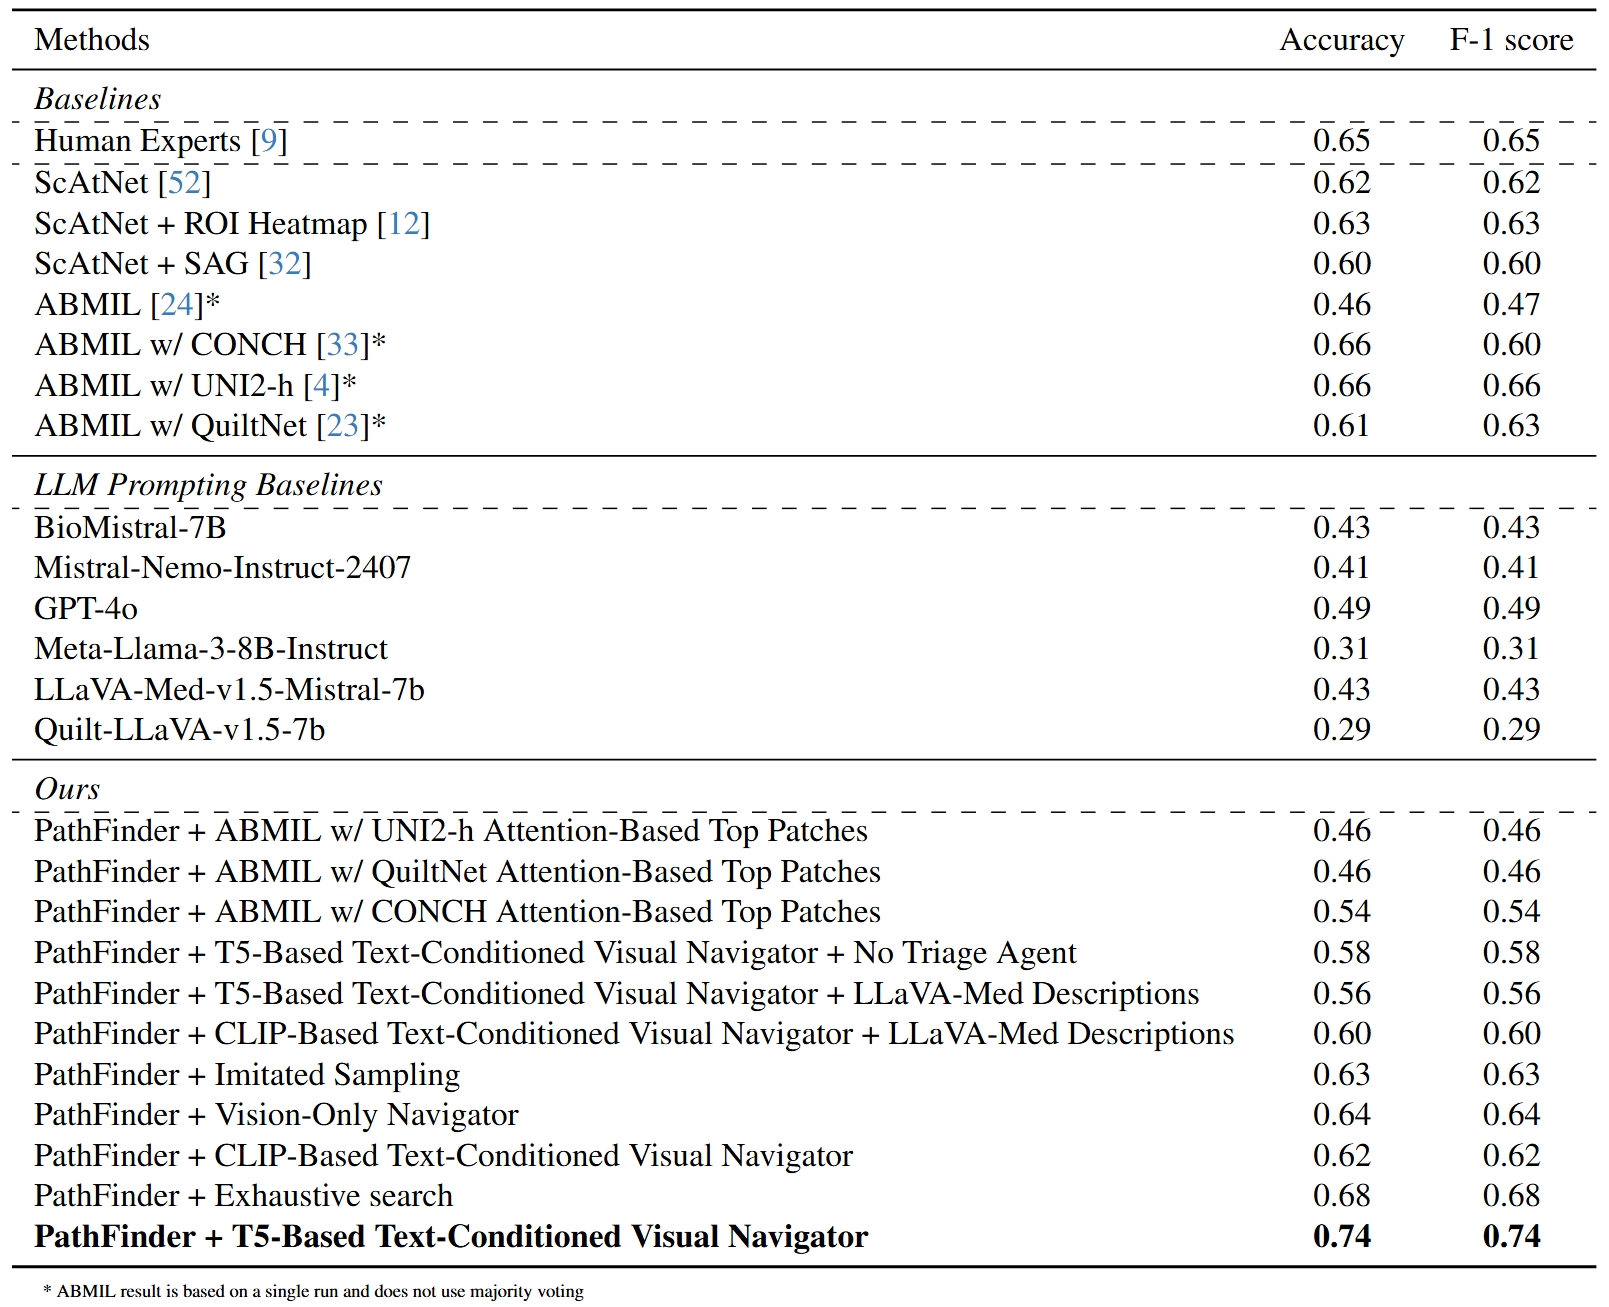 Methods Accuracy F-1 score
Baselines
Human Experts [9] 0.65 0.65
ScAtNet [52] 0.62 0.62
ScAtNet + ROI Heatmap [12] 0.63 0.63
ScAtNet + SAG [32] 0.60 0.60
ABMIL [24]* 0.46 0.47
ABMIL w/ CONCH [33]* 0.66 0.60
ABMIL w/ UNI2-h [4]* 0.66 0.66
ABMIL w/ QuiltNet [23]* 0.61 0.63
LLM Prompting Baselines
BioMistral-7B 0.43 0.43
Mistral-Nemo-Instruct-2407 0.41 0.41
GPT-4o 0.49 0.49
Meta-Llama-3-8B-Instruct 0.31 0.31
LLaVA-Med-v1.5-Mistral-7b 0.43 0.43
Quilt-LLaVA-v1.5-7b 0.29 0.29
Ours
PathFinder + ABMIL w/ UNI2-h Attention-Based Top Patches 0.46 0.46
PathFinder + ABMIL w/ QuiltNet Attention-Based Top Patches 0.46 0.46
PathFinder + ABMIL w/ CONCH Attention-Based Top Patches 0.54 0.54
PathFinder + T5-Based Text-Conditioned Visual Navigator + No Triage Agent 0.58 0.58
PathFinder + T5-Based Text-Conditioned Visual Navigator + LLaVA-Med Descriptions 0.56 0.56
PathFinder + CLIP-Based Text-Conditioned Visual Navigator + LLaVA-Med Descriptions 0.60 0.60
PathFinder + Imitated Sampling 0.63 0.63
PathFinder + Vision-Only Navigator 0.64 0.64
PathFinder + CLIP-Based Text-Conditioned Visual Navigator 0.62 0.62
PathFinder + Exhaustive search 0.68 0.68
PathFinder + T5-Based Text-Conditioned Visual Navigator 0.74 0.74
* ABMIL result is based on a single run and does not use majority voting